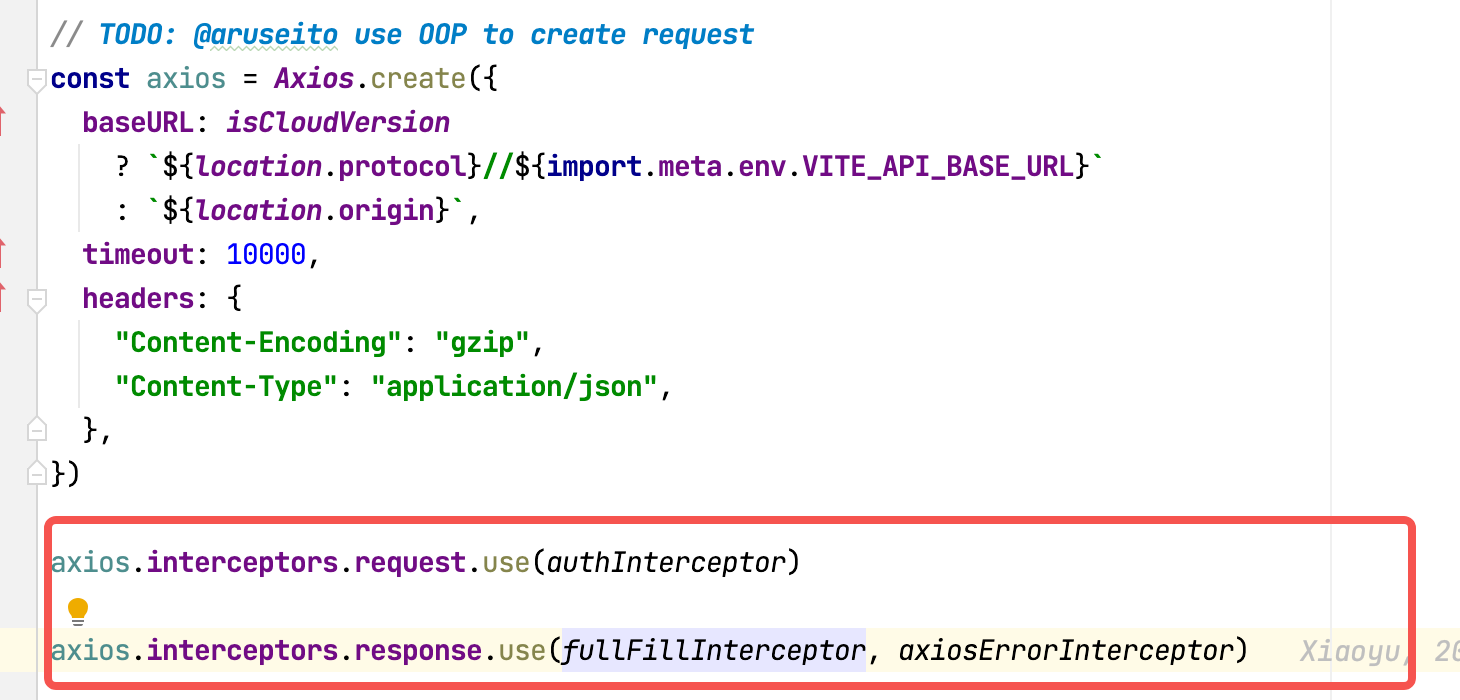 // TODO: @aruseito use OOP to create request
const axios = Axios.create({
  baseURL: isCloudVersion
    ? `${location.protocol}//${import.meta.env.VITE_API_BASE_URL}`
    : `${location.origin}`,
  timeout: 10000,
  headers: {
    "Content-Encoding": "gzip",
    "Content-Type": "application/json",
  },
})
axios.interceptors.request.use(authInterceptor)
axios.interceptors.response.use(fullFillInterceptor, axiosErrorInterceptor) Xiaoyu,